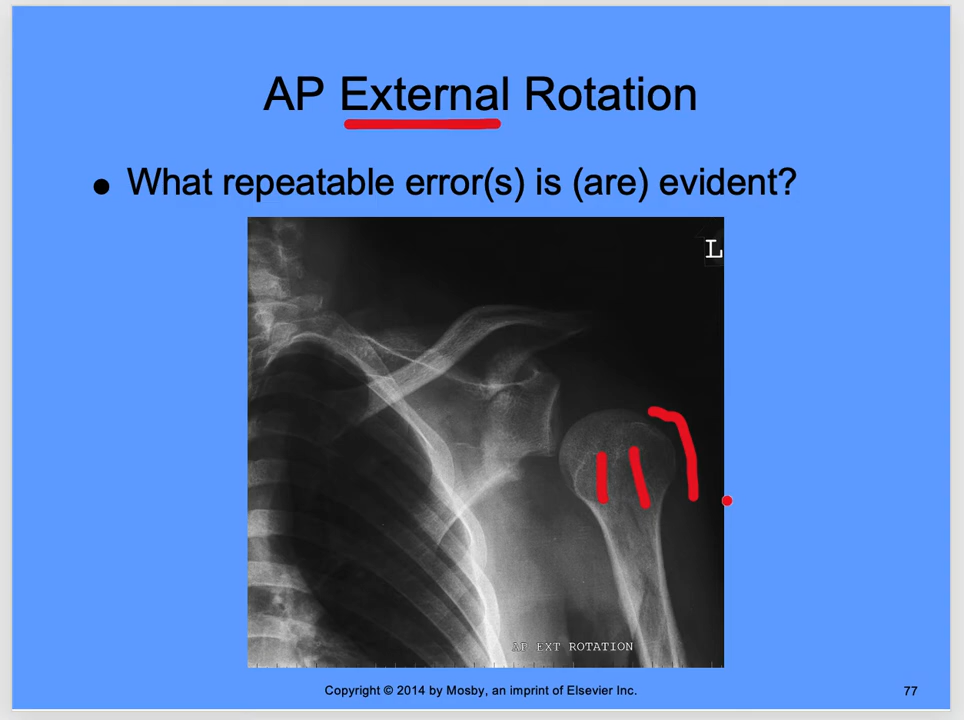 AP External Rotation
• What repeatable error(s) is (are) evident?
L
AP EXT ROTATION
Copyright © 2014 by Mosby, an imprint of Elsevier Inc.
77